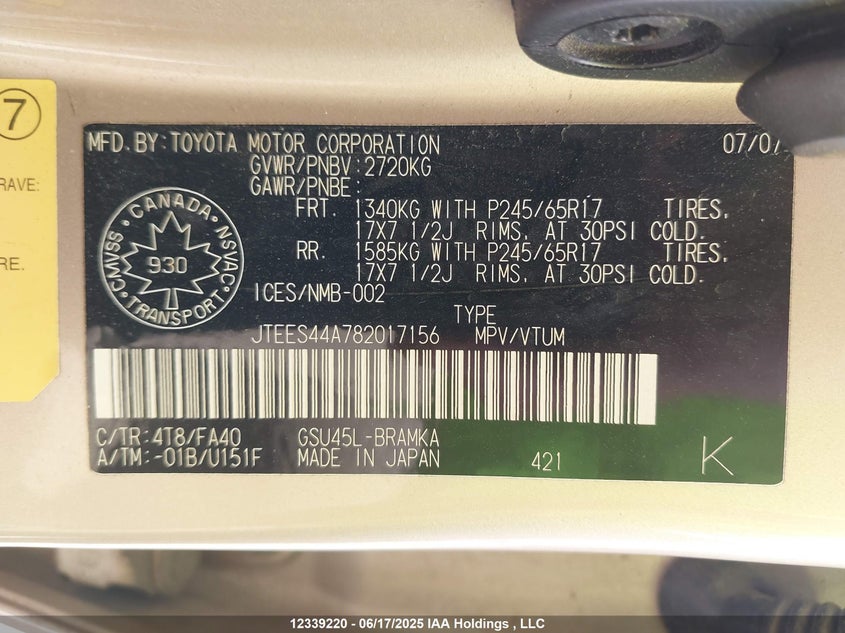 7
RAVE:
RE.
MFD. BY: TOYOTA MOTOR CORPORATION 07/07
GVWR/PNBV: 2720KG
GAWR/PNBE:
FRT. 1340KG WITH P245/65R17 TIRES,
17X7 1/2J RIMS, AT 30PSI COLD.
RR. 1585KG WITH P245/65R17 TIRES,
17X7 1/2J RIMS, AT 30PSI COLD.
CANADA
CMVSS 930 NSVAC
TRANSPORT
ICES/NMB-002
TYPE
JTEES44A782017156 MPV/VTUM
C/TR: 4T8/FA40 GSU45L-BRAMKA
A/TM: -01B/U151F MADE IN JAPAN 421 K
12339220 - 06/17/2025 IAA Holdings , LLC